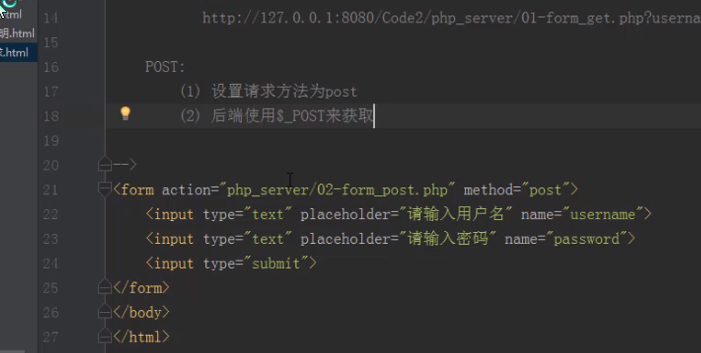 tml
14 http://127.0.0.1:8080/Code2/php_server/01-form_get.php?userna
明.html
15
.html
16 POST:
17 (1) 设置请求方法为post
18 (2) 后端使用$_POST来获取
19
20 -->
21 <form action="php_server/02-form_post.php" method="post">
22 <input type="text" placeholder="请输入用户名" name="username">
23 <input type="text" placeholder="请输入密码" name="password">
24 <input type="submit">
25 </form>
26 </body>
27 </html>